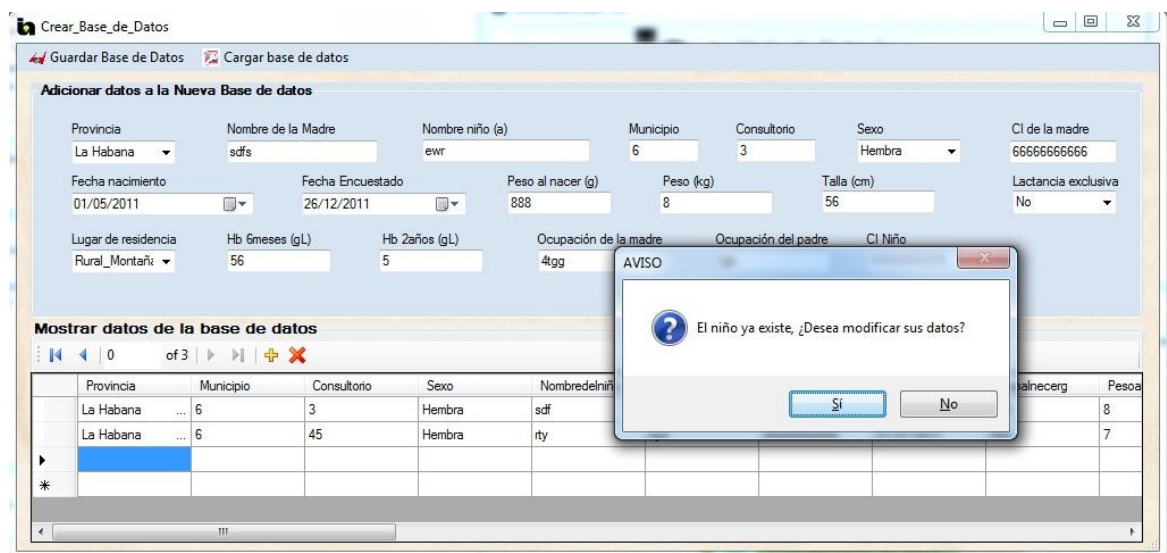 Crear_Base_de_Datos
Guardar Base de Datos Cargar base de datos
Adicionar datos a la Nueva Base de datos
Provincia Nombre de la Madre Nombre niño (a) Municipio Consultorio Sexo CI de la madre
La Habana sdfs ewr 6 3 Hembra 66666666666
Fecha nacimiento Fecha Encuestado Peso al nacer (g) Peso (kg) Talla (cm) Lactancia exclusiva
01/05/2011 26/12/2011 888 8 56 No
Lugar de residencia Hb 6meses (gL) Hb 2años (gL) Ocupación de la madre Ocupación del padre CI Niño
Rural_Montaña 56 5 4tgg
AVISO
El niño ya existe, ¿Desea modificar sus datos?
Sí No
Mostrar datos de la base de datos
0 of 3
Provincia Municipio Consultorio Sexo Nombredelniñ alnecerg Pesoa
La Habana ... 6 3 Hembra sdf 8
La Habana ... 6 45 Hembra rty 7